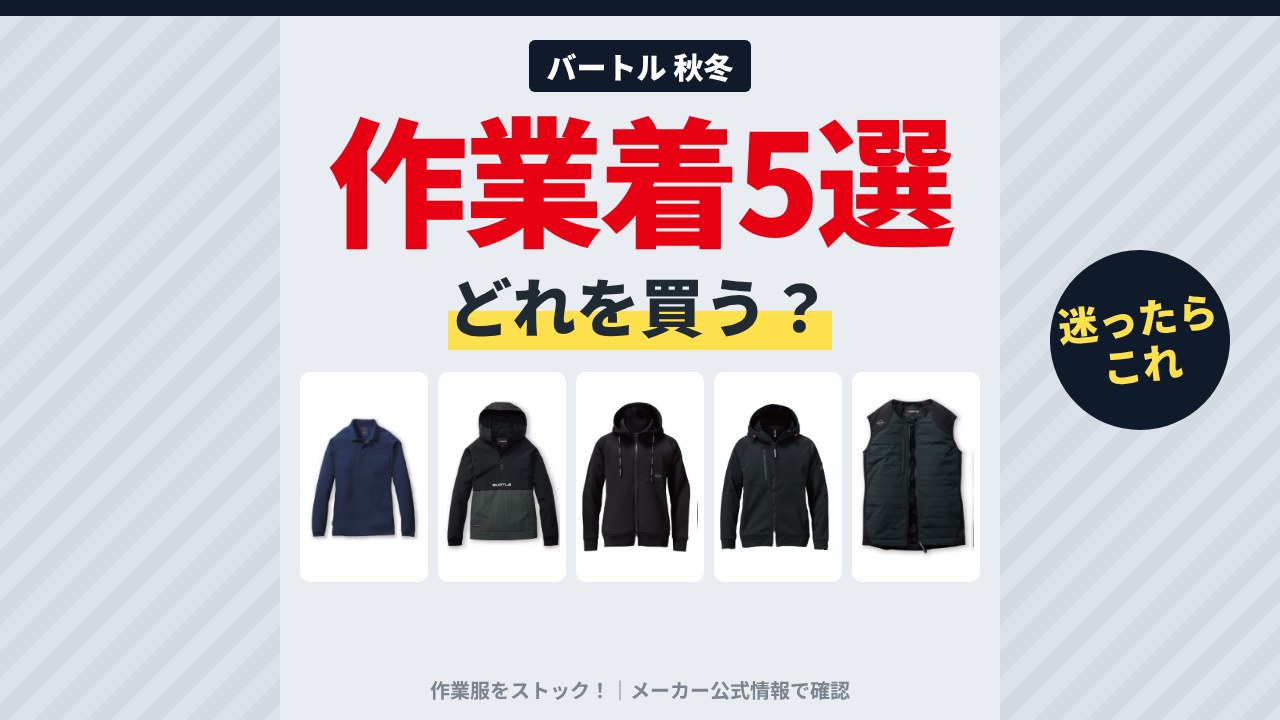 バートル 秋冬
作業着5選
どれを買う？
迷ったら
これ
BURTLE
作業服をストック！｜メーカー公式情報で確認